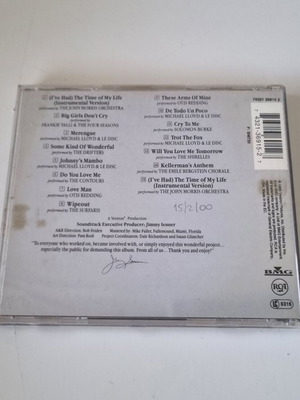 (I've Had) The Time of My Life
(Instrumental Version)
performed by THE JOHN MORRIS ORCHESTRA
Big Girls Don't Cry
performed by
FRANKIE VALLI & THE FOUR SEASONS
Merengue
performed by MICHAEL LLOYD & LE DISC
Some Kind Of Wonderful
performed by THE DRIFTERS
Johnny's Mambo
performed by MICHAEL LLOYD & LE DISC
Do You Love Me
performed by THE CONTOURS
Love Man
performed by OTIS REDDING
Wipeout
performed by THE SURFARIS
These Arms Of Mine
performed by OTIS REDDING
De Todo Un Poco
performed by MICHAEL LLOYD & LE DISC
Cry To Me
performed by SOLOMON BURKE
Trot The Fox
performed by MICHAEL LLOYD & LE DISC
Will You Love Me Tomorrow
performed by THE SHIRELLES
Kellerman's Anthem
performed by THE EMILE BERGSTEIN CHORALE
(I've Had) The Time of My Life
(Instrumental Version)
performed by THE JOHN MORRIS ORCHESTRA
15/2/00
A "Vestron" Production
Soundtrack Executive Producer: Jimmy Ienner
"To everyone who worked on, became involved with, or simply enjoyed this wonderful project...
especially the public for demanding this album. From all of us... Thank you and enjoy!"
BMG
RCA